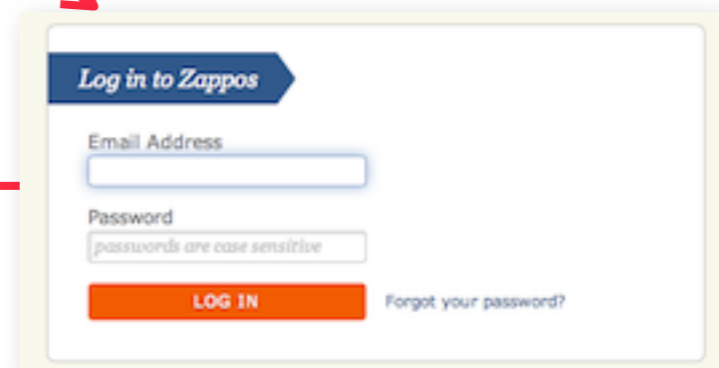 Log in to Zappos
Email Address
Password
passwords are case sensitive
LOG IN Forgot your password?